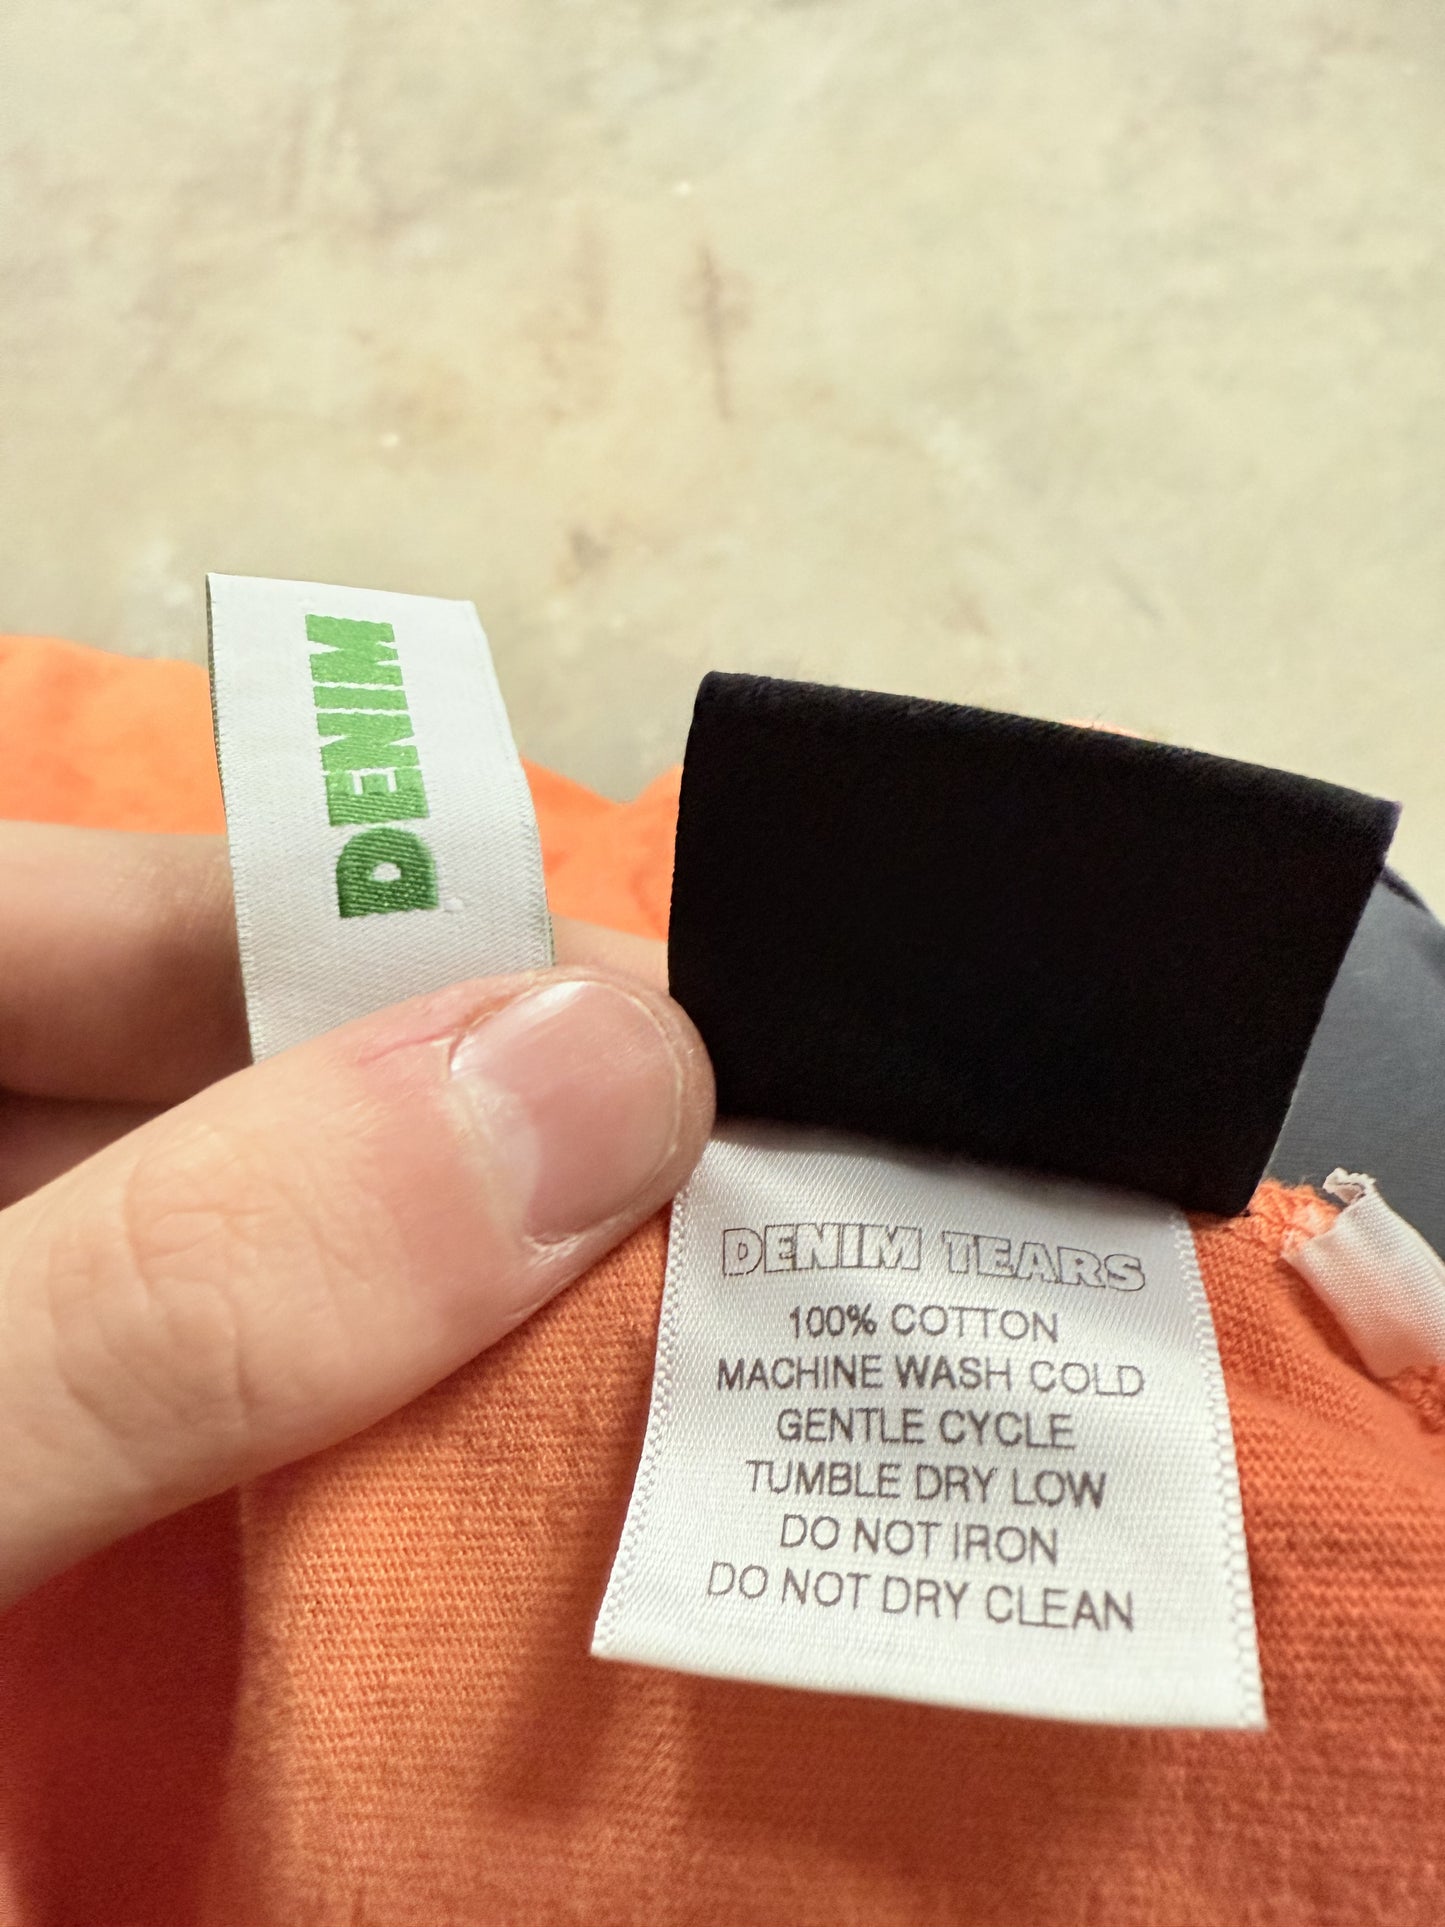 DENIM
DENIM TEARS
100% COTTON
MACHINE WASH COLD
GENTLE CYCLE
TUMBLE DRY LOW
DO NOT IRON
DO NOT DRY CLEAN